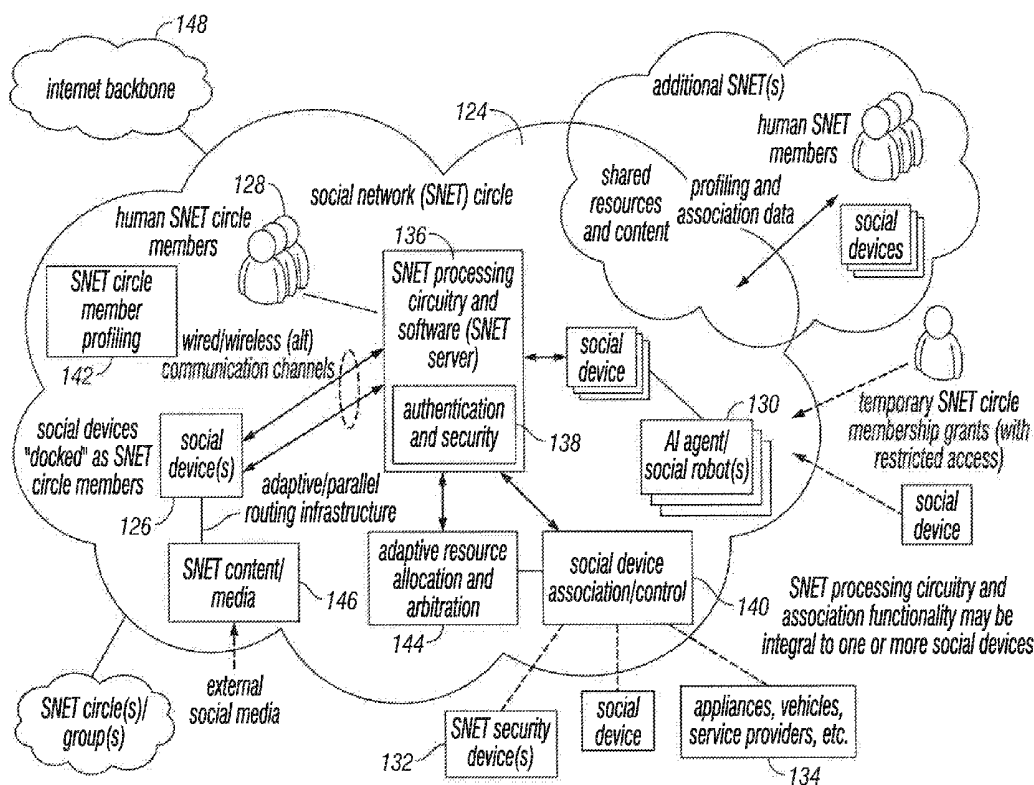 148
internet backbone
124
additional SNET(s)
human SNET
members
shared
resources
and content
profiling and
association data
social
devices
128
social network (SNET) circle
human SNET circle
members
136
SNET processing
circuitry and
software (SNET
server)
authentication
and security
138
SNET circle
member
profiling
142
wired/wireless (alt)
communication channels
social
device
130
AI agent/
social robot(s)
temporary SNET circle
membership grants (with
restricted access)
social
device
social devices
"docked" as SNET
circle members
social
device(s)
126
adaptive/parallel
routing infrastructure
SNET content/
media
146
adaptive resource
allocation and
arbitration
144
social device
association/control
140
SNET processing circuitry and
association functionality may be
integral to one or more social devices
SNET circle(s)/
group(s)
external
social media
SNET security
device(s)
132
social
device
appliances, vehicles,
service providers, etc.
134